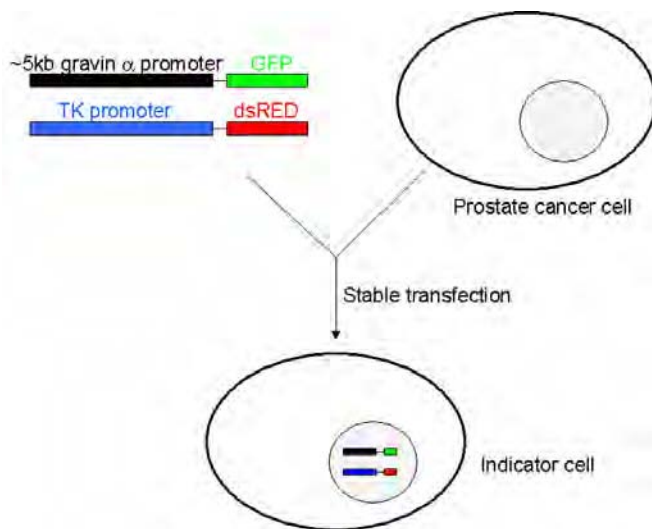 ~5kb gravin α promoter GFP
TK promoter dsRED
Prostate cancer cell
Stable transfection
Indicator cell